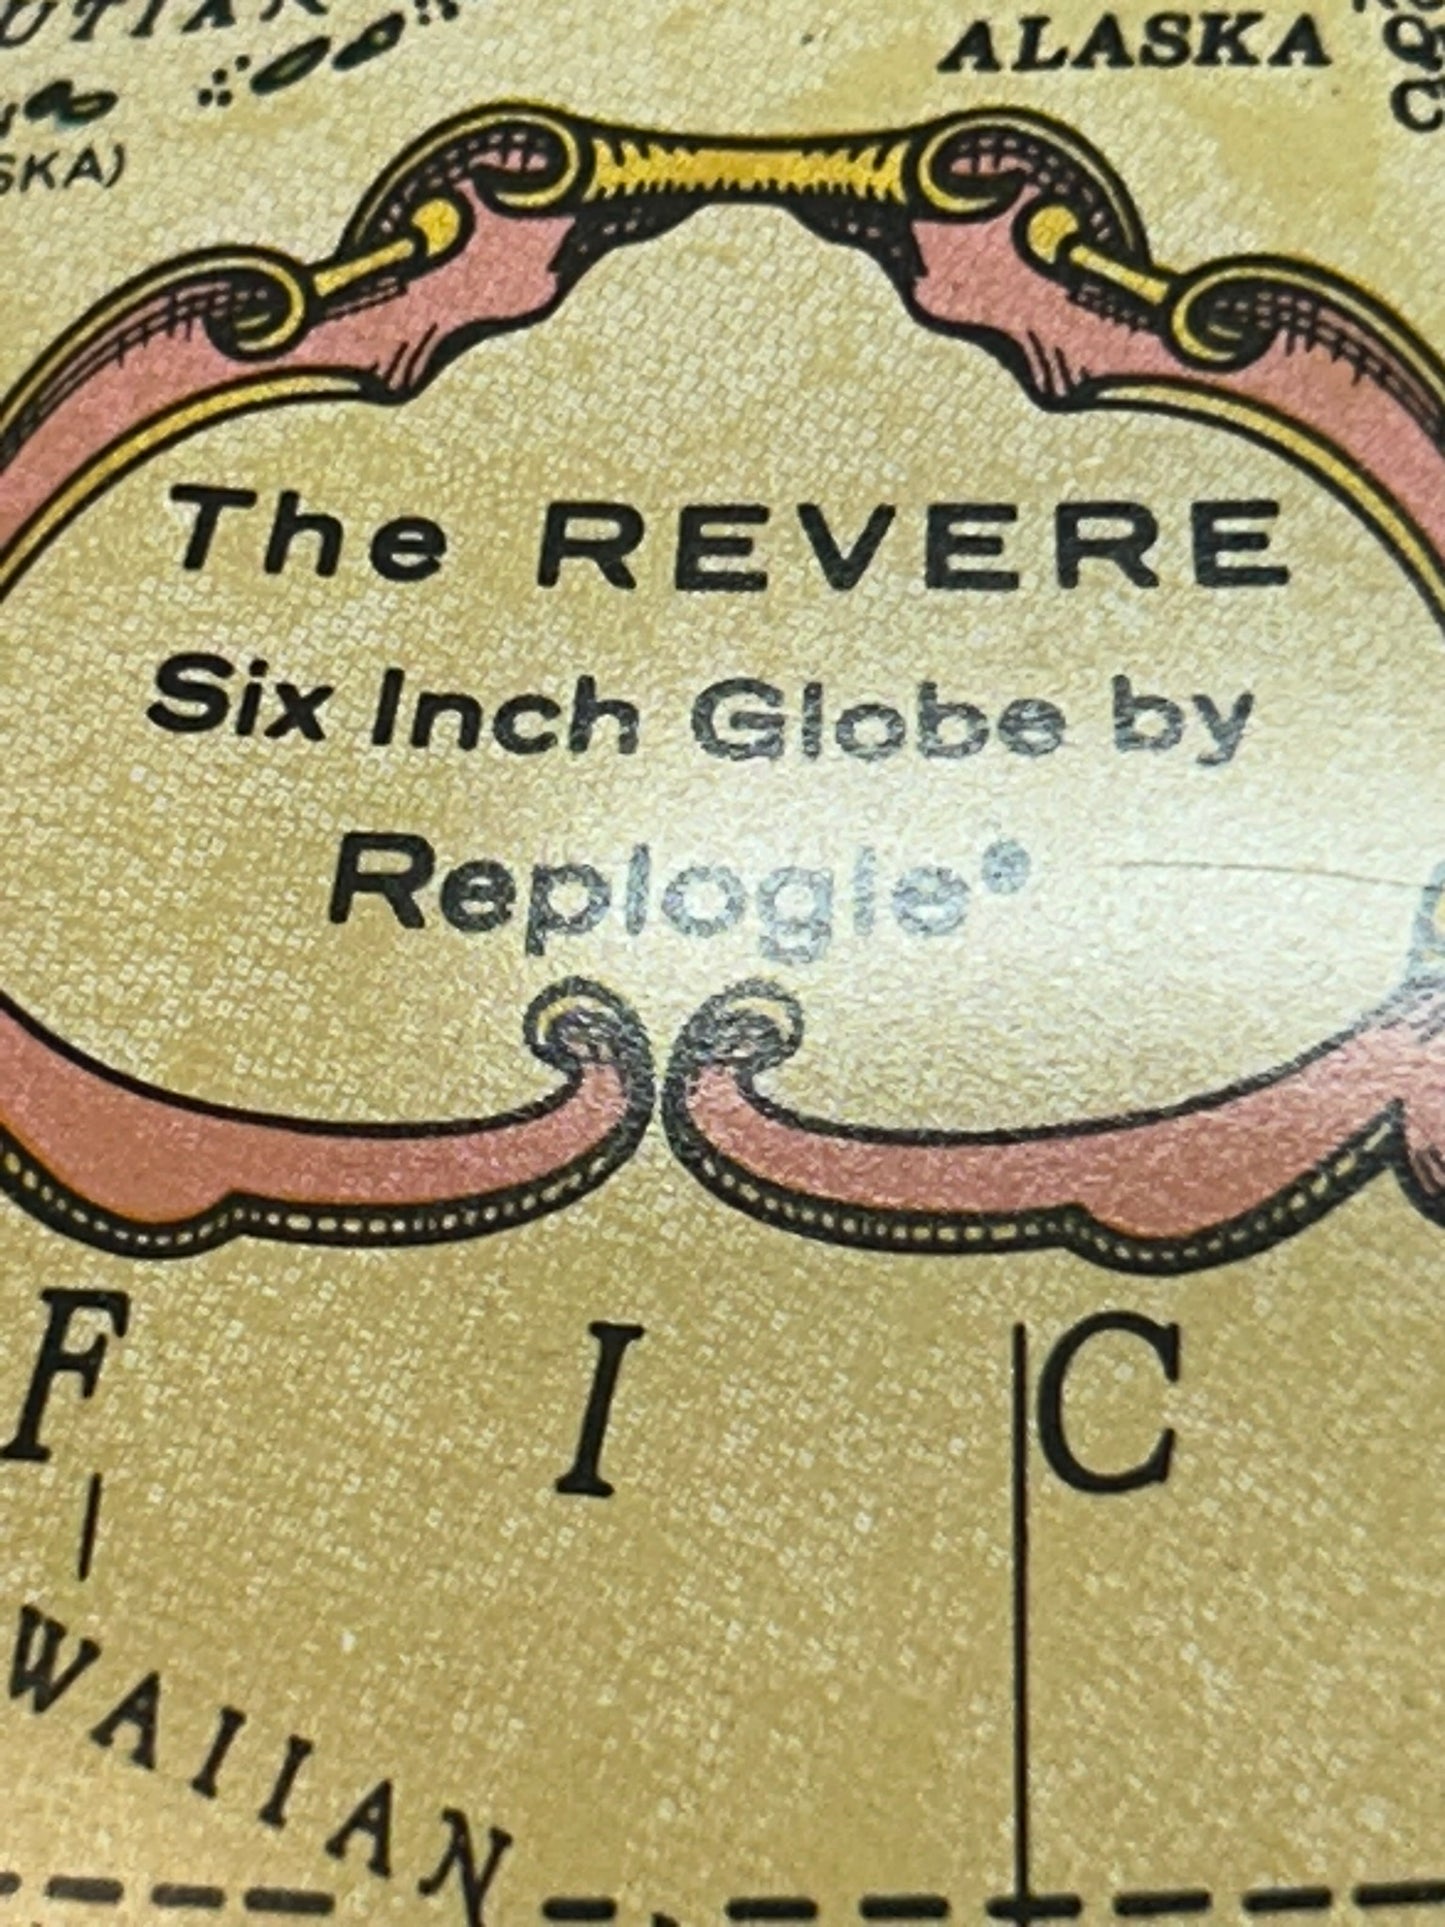 ALASKA
SKA)
The REVERE
Six Inch Globe by
Replogle®
F I C
WAIIAN